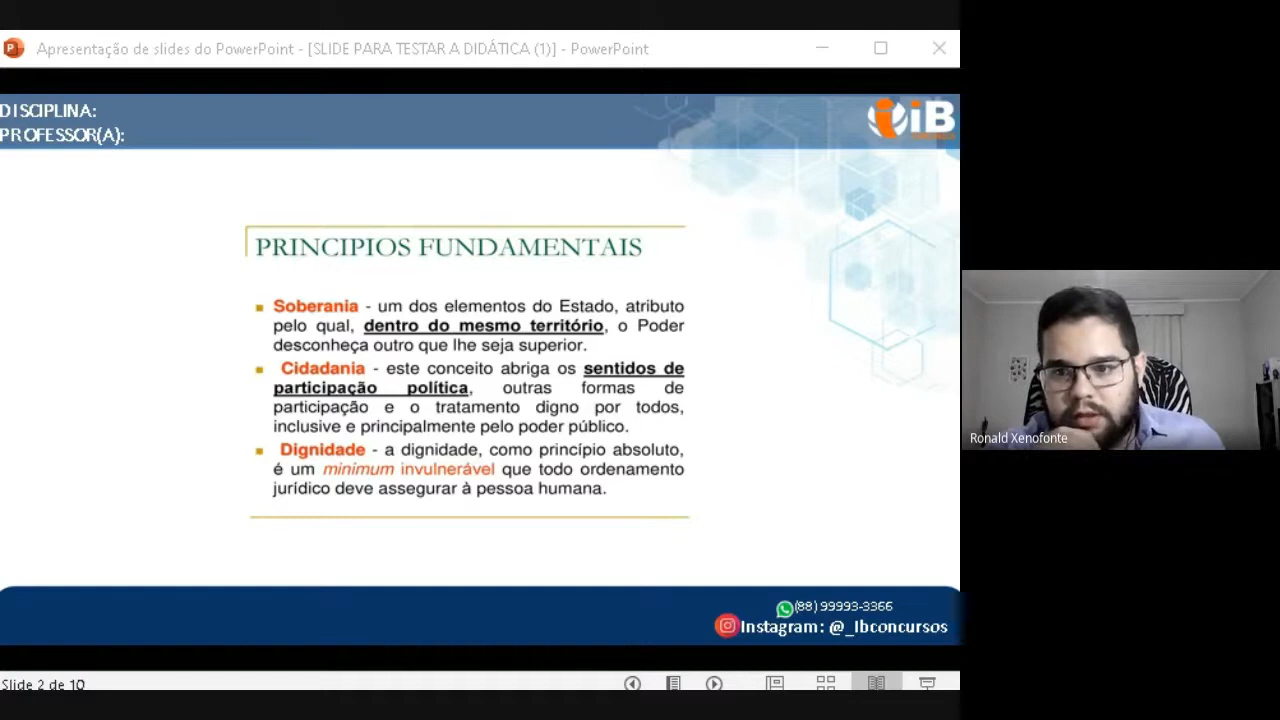 Apresentação de slides do PowerPoint - [SLIDE PARA TESTAR A DIDÁTICA (1)] - PowerPoint
DISCIPLINA:
PROFESSOR(A):
iB
PRINCIPIOS FUNDAMENTAIS
Soberania - um dos elementos do Estado, atributo
pelo qual, dentro do mesmo território, o Poder
desconheça outro que lhe seja superior.
Cidadania - este conceito abriga os sentidos de
participação política, outras formas de
participação e o tratamento digno por todos,
inclusive e principalmente pelo poder público.
Dignidade - a dignidade, como princípio absoluto,
é um minimum invulnerável que todo ordenamento
jurídico deve assegurar à pessoa humana.
Ronald Xenofonte
(88) 99993-3366
Instagram: @_Ibconcursos
Slide 2 de 10